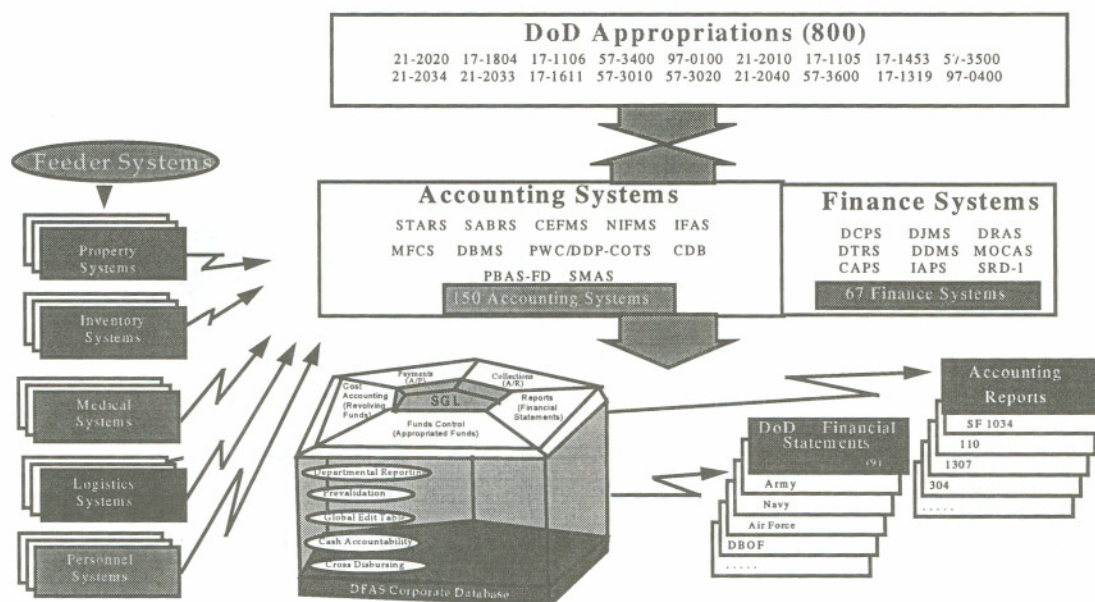 DoD Appropriations (800)
21-2020 17-1804 17-1106 57-3400 97-0100 21-2010 17-1105 17-1453 57-3500
21-2034 21-2033 17-1611 57-3010 57-3020 21-2040 57-3600 17-1319 97-0400
Feeder Systems
Property
Systems
Inventory
Systems
Medical
Systems
Logistics
Systems
Personnel
Systems
Accounting Systems
STARS SABRS CEFMS NIFMS IFAS
MFCS DBMS PWC/DDP-COTS CDB
PBAS-FD SMAS
150 Accounting Systems
Finance Systems
DCPS DJMS DRAS
DTRS DDMS MOCAS
CAPS IAPS SRD-1
67 Finance Systems
Payments
(A/P)
Collections
(A/R)
Cost
Accounting
(Revolving
Funds)
SGL
Reports
(Financial
Statements)
Funds Control
(Appropriated Funds)
Departmental Reporting
Prevalidation
Global Edit Table
Cash Accountability
Cross Disbursing
DFAS Corporate Database
DoD Financial
Statements
(9)
Army
Navy
Air Force
DBOF
.....
Accounting
Reports
SF 1034
110
1307
304
.....